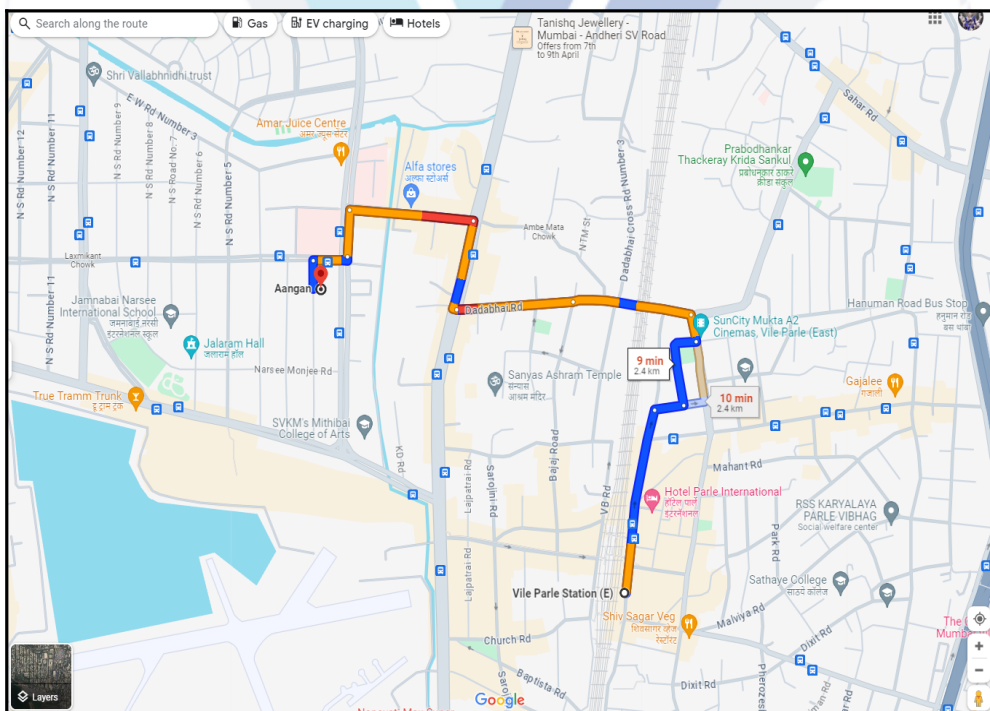 Search along the route
Gas
EV charging
Hotels
Tanishq Jewellery -
Mumbai - Andheri SV Road
Offers from 7th
to 9th April
Shri Vallabhnidhi trust
E W Rd Number 3
N S Rd Number 12
N S Rd Number 11
N S Rd Number 9
N S Rd Number 8
N S Road No. 7
N S Rd Number 6
N S Rd Number 5
Amar Juice Centre
अमर ज्यूस सेंटर
Alfa stores
अल्फा स्टोअर्स
Sahar Rd
Prabodhankar
Thackeray Krida Sankul
प्रबोधनकार ठाकरे
क्रीडा संकुल
Dadabhai Cross Rd Number 3
NTM St
Ambe Mata
Chowk
Laxmikant
Chowk
Aangan
N S Rd Number 11
Jamnabai Narsee
International School
जमनाबाई नरसी
इंटरनॅशनल स्कूल
Dadabhai Rd
Hanuman Road Bus Stop
SunCity Mukta A2
Cinemas, Vile Parle (East)
Jalaram Hall
जलाराम हॉल
Narsee Monjee Rd
9 min
2.4 km
Sanyas Ashram Temple
संन्यास
आश्रम मंदिर
Gajalee
गजाली
True Tramm Trunk
ट्रू ट्राम ट्रंक
10 min
2.4 km
SVKM's Mithibai
College of Arts
KD Rd
Lajpatrai Rd
Sarojini Rd
Bajaj Road
VB Rd
Mahant Rd
Hotel Parle International
हॉटेल पार्ले
इंटरनॅशनल
RSS KARYALAYA
PARLE VIBHAG
Social welfare center
Park Rd
Lajpatrai Rd
Vile Parle Station (E)
Sathaye College
साठ्ये कॉलेज
Shiv Sagar Veg
शिवसागर व्हेज
रेस्टॉरंट
Malviya Rd
Dixit Rd
Church Rd
Baptista Rd
Dixit Rd
Layers
Google